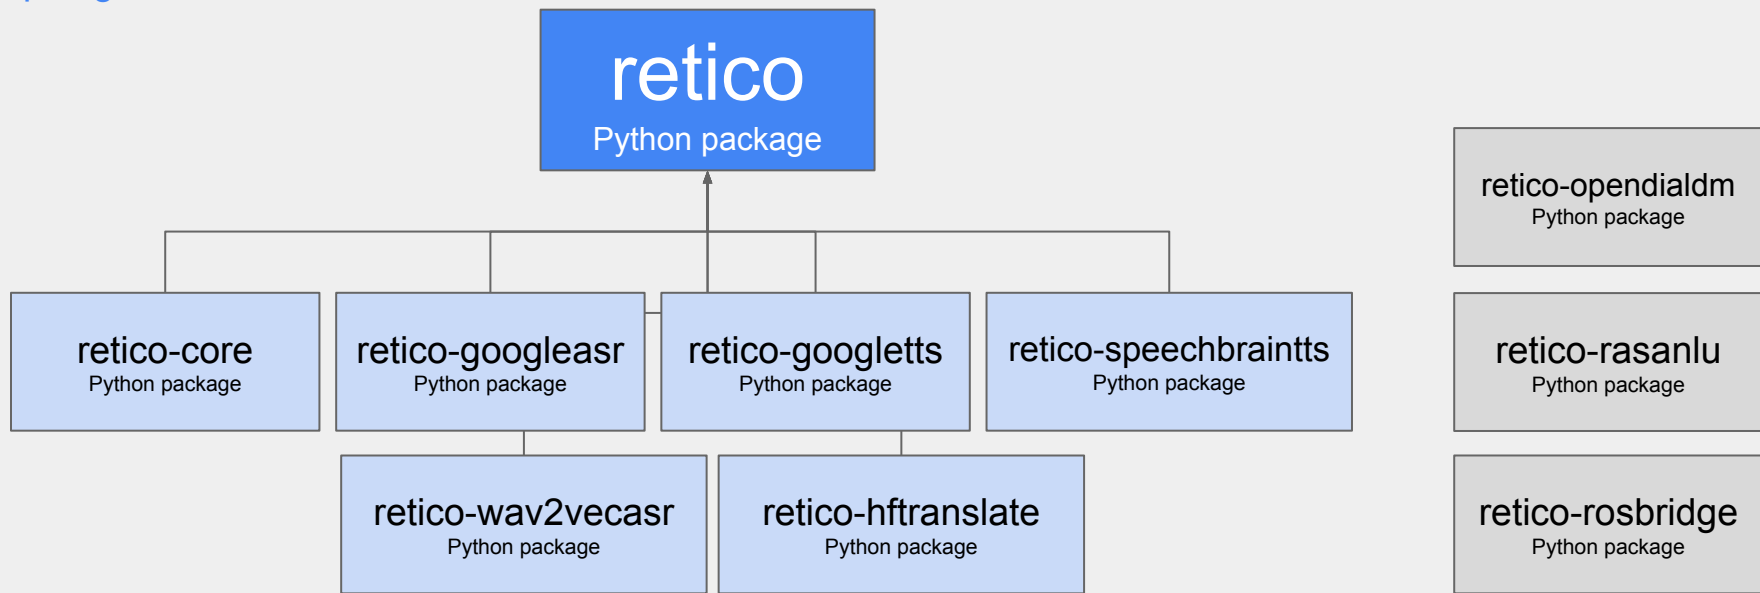 retico
Python package
retico-opendialdm
Python package
retico-core
Python package
retico-googleasr
Python package
retico-googletts
Python package
retico-speechbraintts
Python package
retico-rasanlu
Python package
retico-wav2vecasr
Python package
retico-hftranslate
Python package
retico-rosbridge
Python package